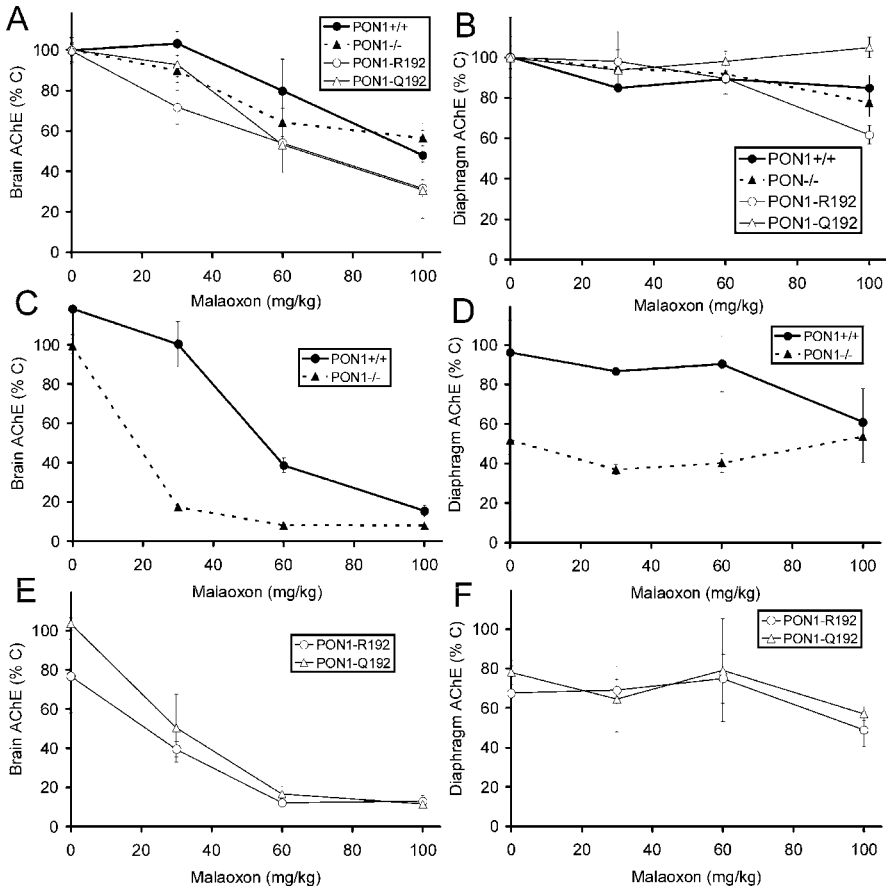 A
Brain AChE (% C)
100
80
60
40
20
0
PON1+/+
PON1-/-
PON1-R192
PON1-Q192
0 20 40 60 80 100
Malaoxon (mg/kg)
B
Diaphragm AChE (% C)
100
80
60
40
20
0
PON1+/+
PON-/-
PON1-R192
PON1-Q192
0 20 40 60 80 100
Malaoxon (mg/kg)
C
Brain AChE (% C)
100
80
60
40
20
0
PON1+/+
PON1-/-
0 20 40 60 80 100
Malaoxon (mg/kg)
D
Diaphragm AChE (% C)
100
80
60
40
20
0
PON1+/+
PON1-/-
0 20 40 60 80 100
Malaoxon (mg/kg)
E
Brain AChE (% C)
100
80
60
40
20
0
PON1-R192
PON1-Q192
0 20 40 60 80 100
Malaoxon (mg/kg)
F
Diaphragm AChE (% C)
100
80
60
40
20
0
PON1-R192
PON1-Q192
0 20 40 60 80 100
Malaoxon (mg/kg)